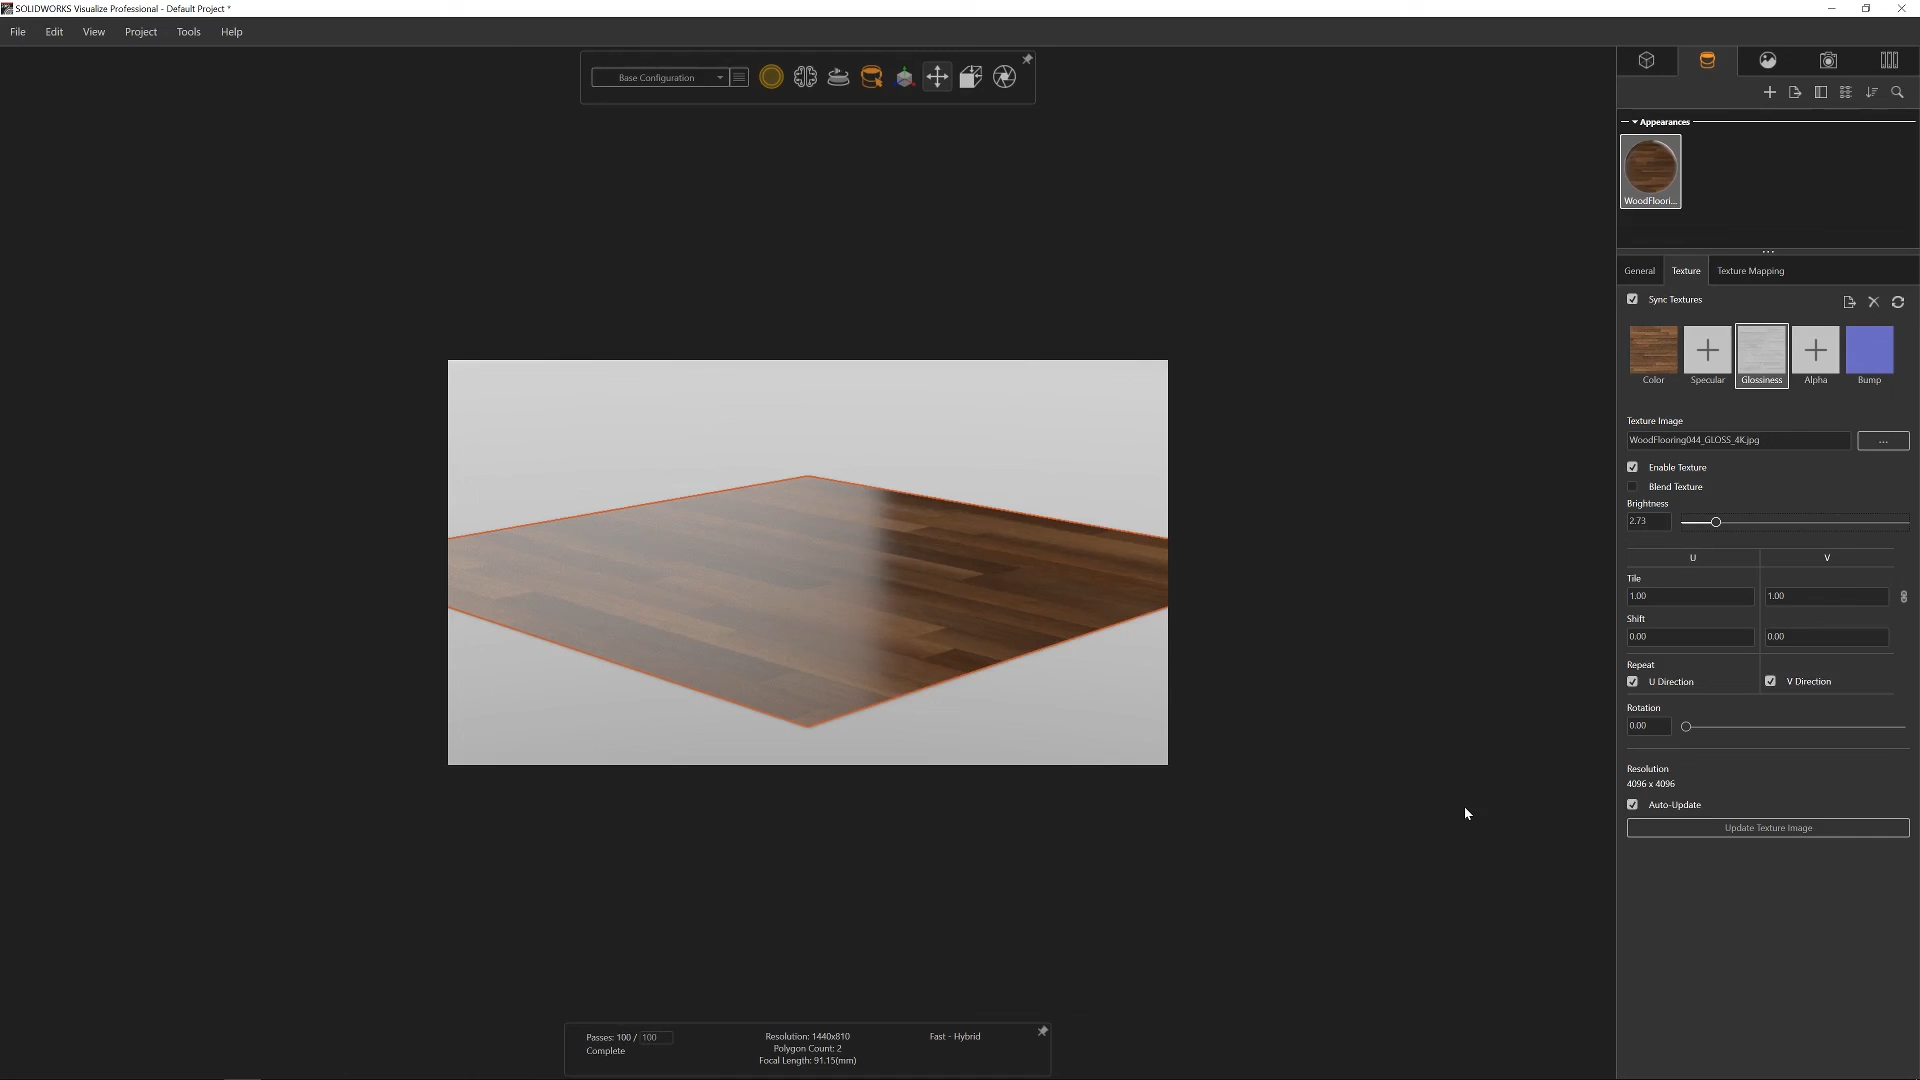 SOLIDWORKS Visualize Professional - Default Project *
File Edit View Project Tools Help
Base Configuration
Appearances
WoodFloori...
General Texture Texture Mapping
Sync Textures
Color Specular Glossiness Alpha Bump
Texture Image
WoodFlooring044_GLOSS_4K.jpg ...
Enable Texture
Blend Texture
Brightness
2.73
U V
Tile
1.00 1.00
Shift
0.00 0.00
Repeat
U Direction V Direction
Rotation
0.00
Resolution
4096 x 4096
Auto-Update
Update Texture Image
Passes: 100 / 100 Resolution: 1440x810 Fast - Hybrid
Complete Polygon Count: 2
Focal Length: 91.15(mm)